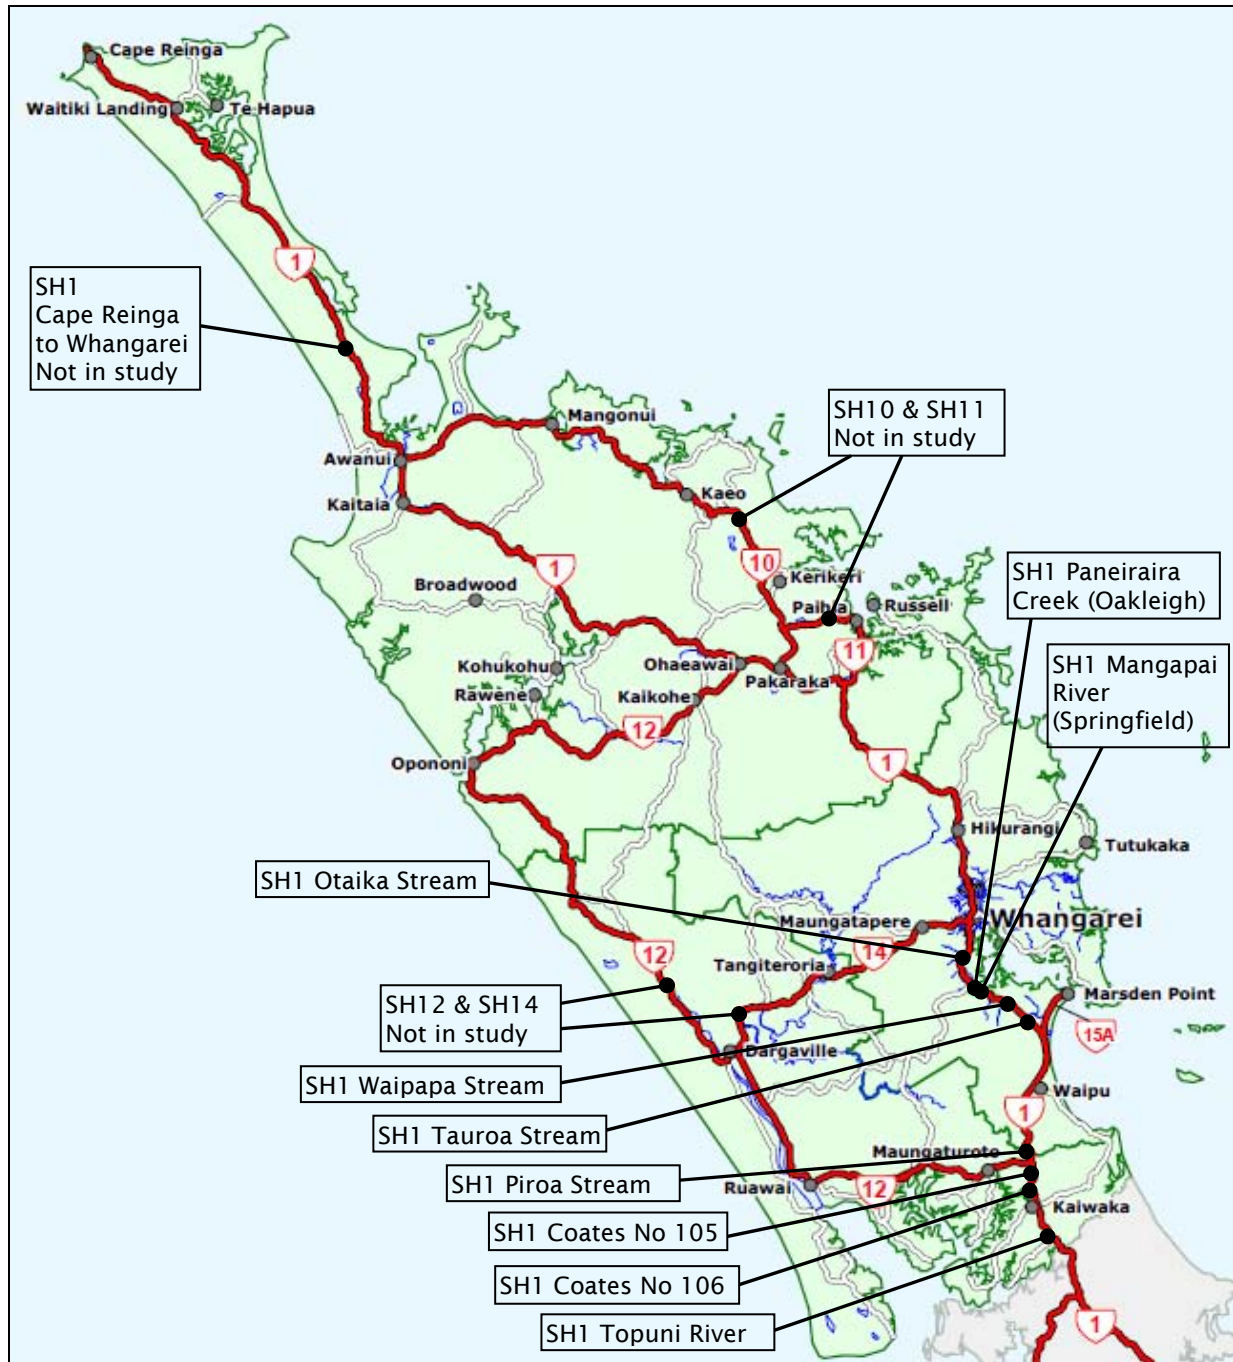 Cape Reinga
Waitiki Landing
Te Hapua
1
SH1
Cape Reinga
to Whangarei
Not in study
Mangonui
SH10 & SH11
Not in study
Awanui
Kaitaia
Kaeo
10
1
Kerikeri
Broadwood
Paihia
Russell
SH1 Paneiraira
Creek (Oakleigh)
Kohukohu
Ohaeawai
11
Pakaraka
Rawene
Kaikohe
12
SH1 Mangapai
River
(Springfield)
Opononi
1
Hikurangi
Tutukaka
SH1 Otaika Stream
Maungatapere
Whangarei
14
12
Tangiteroria
Marsden Point
SH12 & SH14
Not in study
15A
Dargaville
SH1 Waipapa Stream
Waipu
1
SH1 Tauroa Stream
Maungaturoto
SH1 Piroa Stream
Ruawai
12
Kaiwaka
SH1 Coates No 105
SH1 Coates No 106
SH1 Topuni River
1